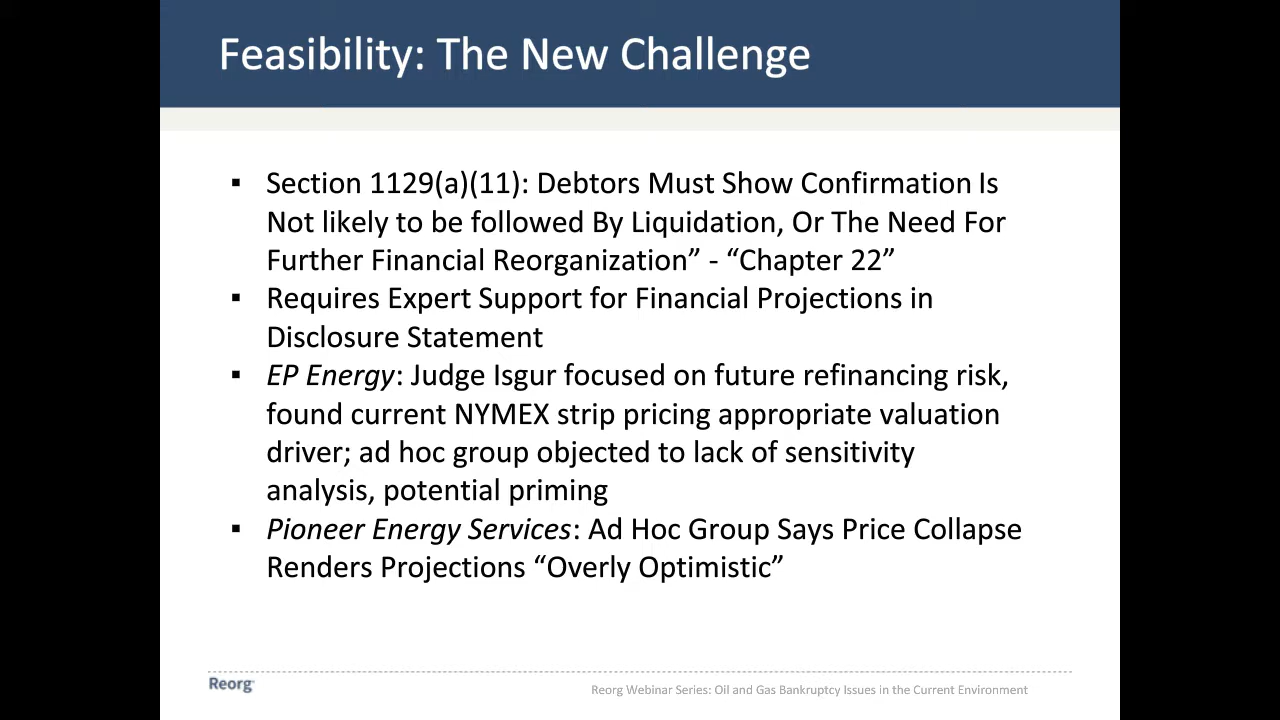 Feasibility: The New Challenge
▪ Section 1129(a)(11): Debtors Must Show Confirmation Is
Not likely to be followed By Liquidation, Or The Need For
Further Financial Reorganization” - “Chapter 22”
▪ Requires Expert Support for Financial Projections in
Disclosure Statement
▪ EP Energy: Judge Isgur focused on future refinancing risk,
found current NYMEX strip pricing appropriate valuation
driver; ad hoc group objected to lack of sensitivity
analysis, potential priming
▪ Pioneer Energy Services: Ad Hoc Group Says Price Collapse
Renders Projections “Overly Optimistic”
Reorg
Reorg Webinar Series: Oil and Gas Bankruptcy Issues in the Current Environment